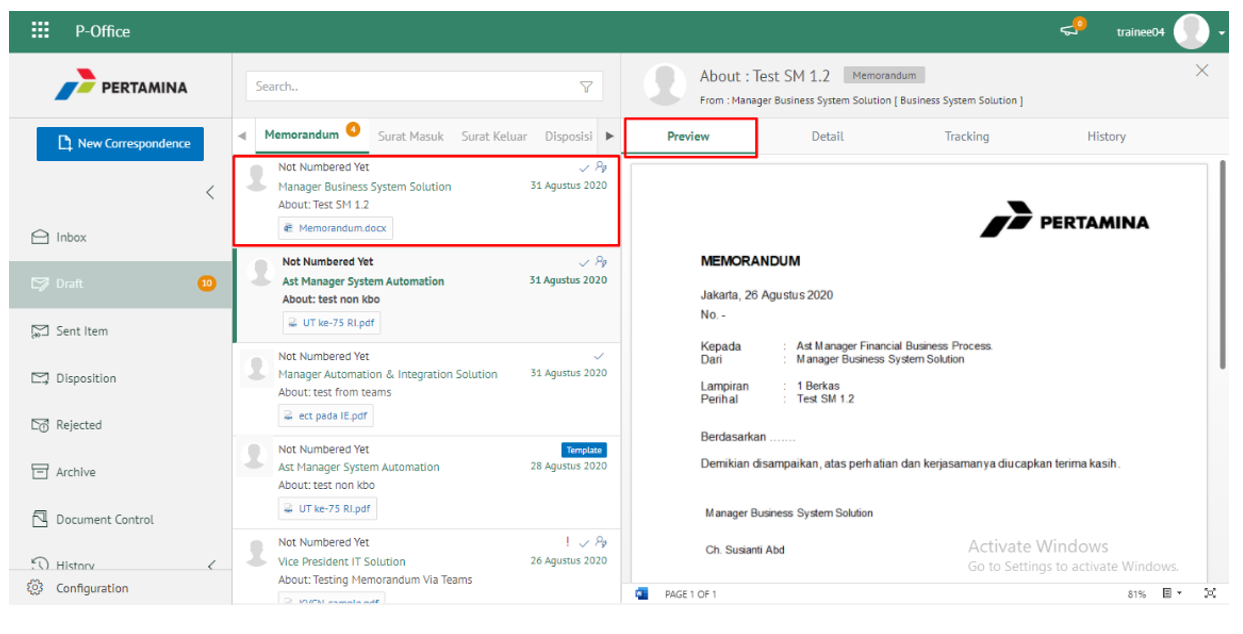 P-Office
0
trainee04
PERTAMINA
New Correspondence
Inbox
Draft
10
Sent Item
Disposition
Rejected
Archive
Document Control
History
Configuration
Search..
Memorandum 4 Surat Masuk Surat Keluar Disposisi
Not Numbered Yet
Manager Business System Solution 31 Agustus 2020
About: Test SM 1.2
Memorandum.docx
Not Numbered Yet
Ast Manager System Automation 31 Agustus 2020
About: test non kbo
UT ke-75 RI.pdf
Not Numbered Yet
Manager Automation & Integration Solution 31 Agustus 2020
About: test from teams
ect pada IE.pdf
Not Numbered Yet Template
Ast Manager System Automation 28 Agustus 2020
About: test non kbo
UT ke-75 RI.pdf
Not Numbered Yet !
Vice President IT Solution 26 Agustus 2020
About: Testing Memorandum Via Teams
About : Test SM 1.2 Memorandum
From : Manager Business System Solution [ Business System Solution ]
Preview Detail Tracking History
PERTAMINA
MEMORANDUM
Jakarta, 26 Agustus 2020
No. -
Kepada : Ast Manager Financial Business Process.
Dari : Manager Business System Solution
Lampiran : 1 Berkas
Perihal : Test SM 1.2
Berdasarkan .......
Demikian disampaikan, atas perhatian dan kerjasamanya diucapkan terima kasih.
Manager Business System Solution
Ch. Susianti Abd
Activate Windows
Go to Settings to activate Windows.
PAGE 1 OF 1 81%